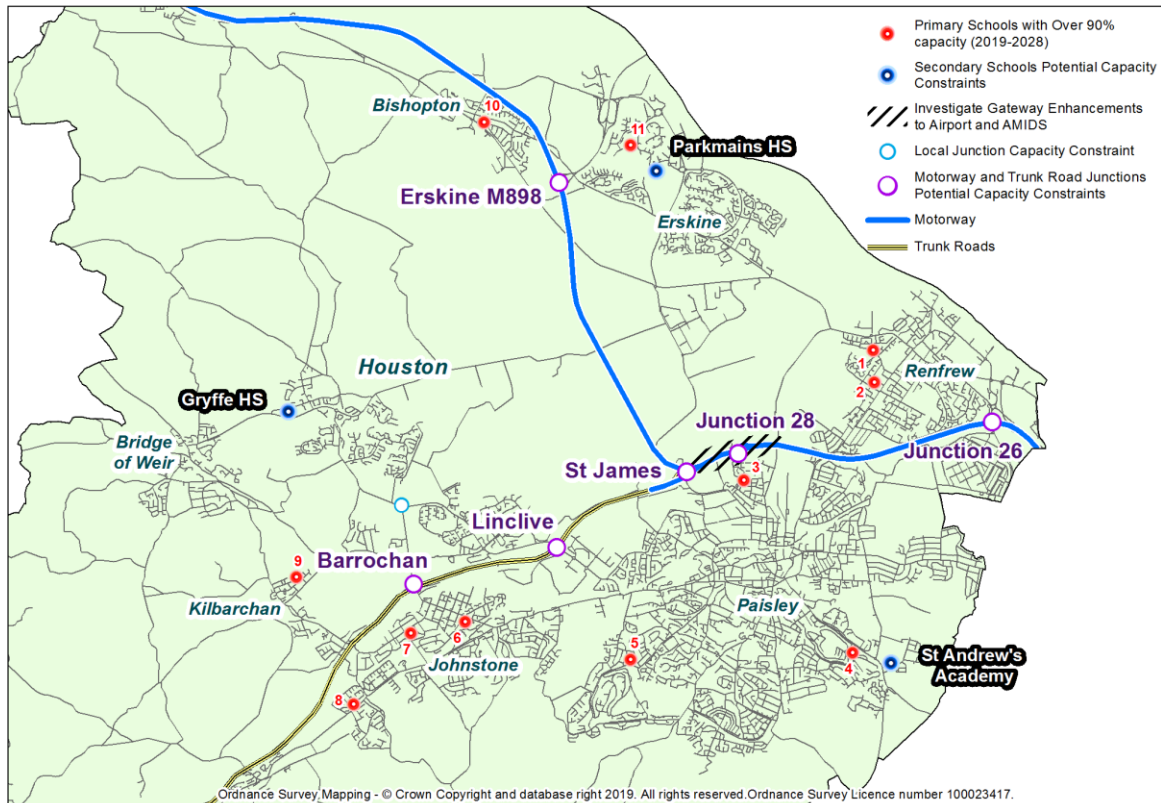 Primary Schools with Over 90%
capacity (2019-2028)
Secondary Schools Potential Capacity
Constraints
Investigate Gateway Enhancements
to Airport and AMIDS
Local Junction Capacity Constraint
Motorway and Trunk Road Junctions
Potential Capacity Constraints
Motorway
Trunk Roads
Bishopton
10
11
Parkmains HS
Erskine M898
Erskine
Houston
1
Renfrew
2
Gryffe HS
Junction 28
Bridge
of Weir
St James
3
Junction 26
Linclive
Barrochan
9
Kilbarchan
Paisley
6
7
Johnstone
5
4
St Andrew's
Academy
8
Ordnance Survey Mapping - © Crown Copyright and database right 2019. All rights reserved.Ordnance Survey Licence number 100023417.